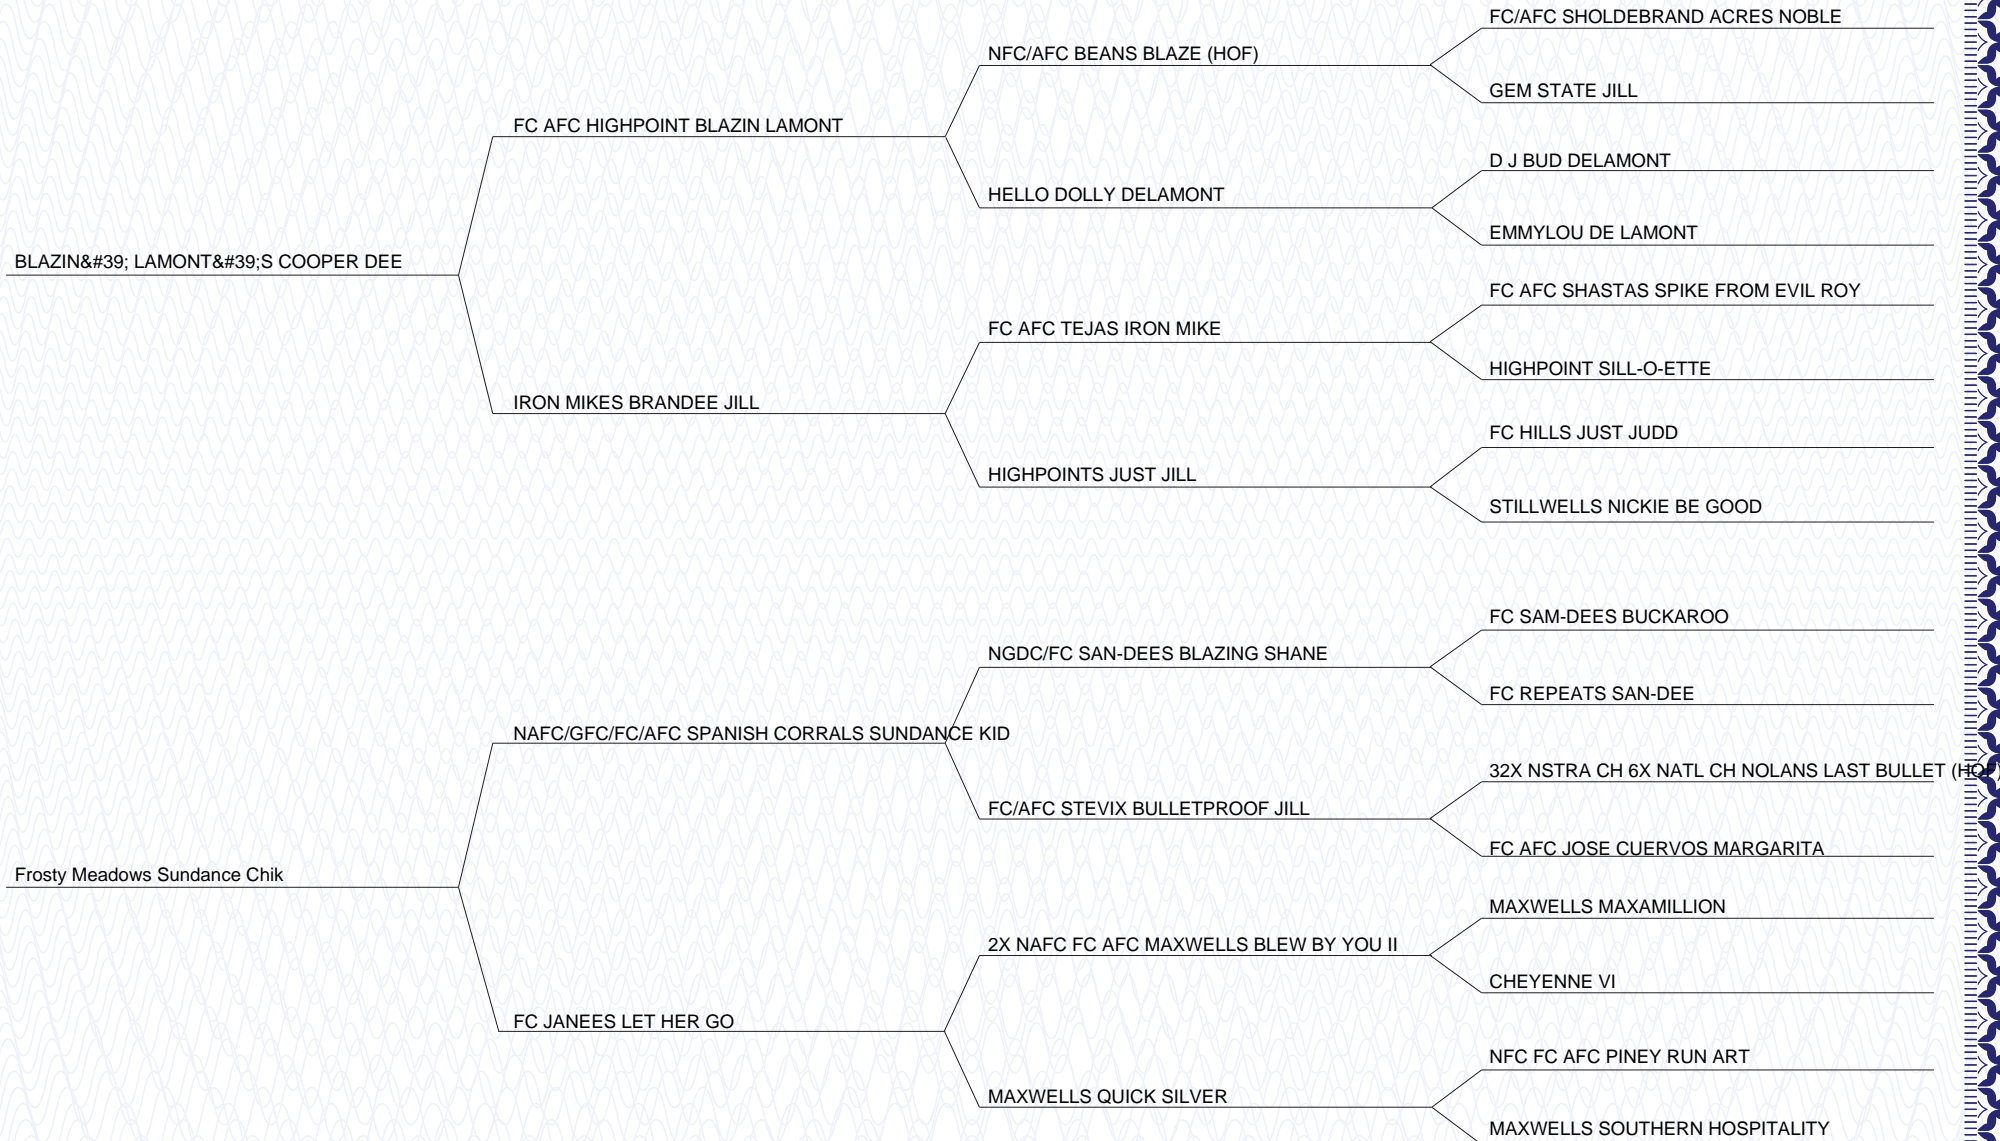 FC/AFC SHOLDEBRAND ACRES NOBLE
NFC/AFC BEANS BLAZE (HOF)
GEM STATE JILL
FC AFC HIGHPOINT BLAZIN LAMONT
D J BUD DELAMONT
HELLO DOLLY DELAMONT
EMMYLOU DE LAMONT
BLAZIN&#39; LAMONT&#39;S COOPER DEE
FC AFC SHASTAS SPIKE FROM EVIL ROY
FC AFC TEJAS IRON MIKE
HIGHPOINT SILL-O-ETTE
IRON MIKES BRANDEE JILL
FC HILLS JUST JUDD
HIGHPOINTS JUST JILL
STILLWELLS NICKIE BE GOOD
FC SAM-DEES BUCKAROO
NGDC/FC SAN-DEES BLAZING SHANE
FC REPEATS SAN-DEE
NAFC/GFC/FC/AFC SPANISH CORRALS SUNDANCE KID
32X NSTRA CH 6X NATL CH NOLANS LAST BULLET (HOF)
FC/AFC STEVIX BULLETPROOF JILL
FC AFC JOSE CUERVOS MARGARITA
Frosty Meadows Sundance Chik
MAXWELLS MAXAMILLION
2X NAFC FC AFC MAXWELLS BLEW BY YOU II
CHEYENNE VI
FC JANEES LET HER GO
NFC FC AFC PINEY RUN ART
MAXWELLS QUICK SILVER
MAXWELLS SOUTHERN HOSPITALITY